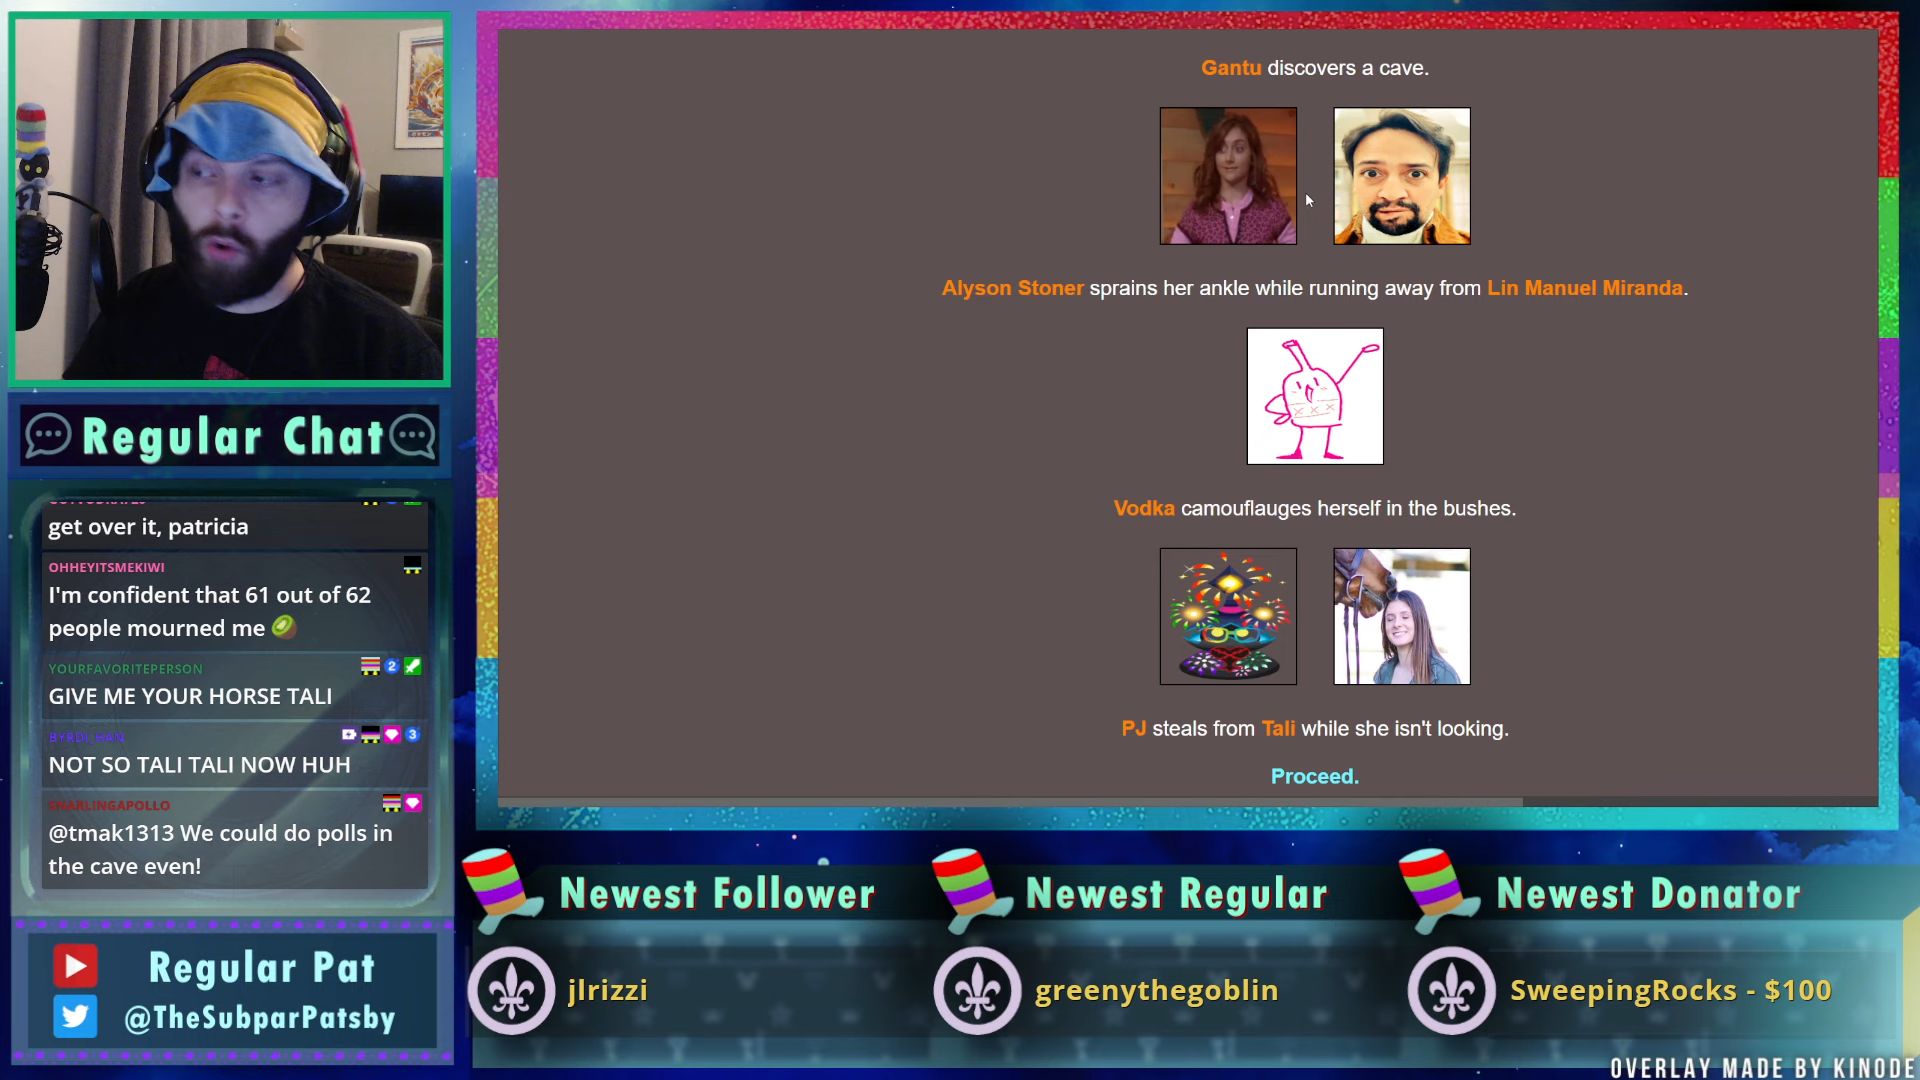 Gantu discovers a cave.
Alyson Stoner sprains her ankle while running away from Lin Manuel Miranda.
Vodka camouflauges herself in the bushes.
PJ steals from Tali while she isn't looking.
Proceed.
Regular Chat
get over it, patricia
OHHEYITSMEKIWI
I'm confident that 61 out of 62
people mourned me
YOURFAVORITEPERSON
2
GIVE ME YOUR HORSE TALI
3
NOT SO TALI TALI NOW HUH
SNARLINGAPOLLO
@tmak1313 We could do polls in
the cave even!
Regular Pat
@TheSubparPatsby
Newest Follower
jlrizzi
Newest Regular
greenythegoblin
Newest Donator
SweepingRocks - $100
OVERLAY MADE BY KINODE